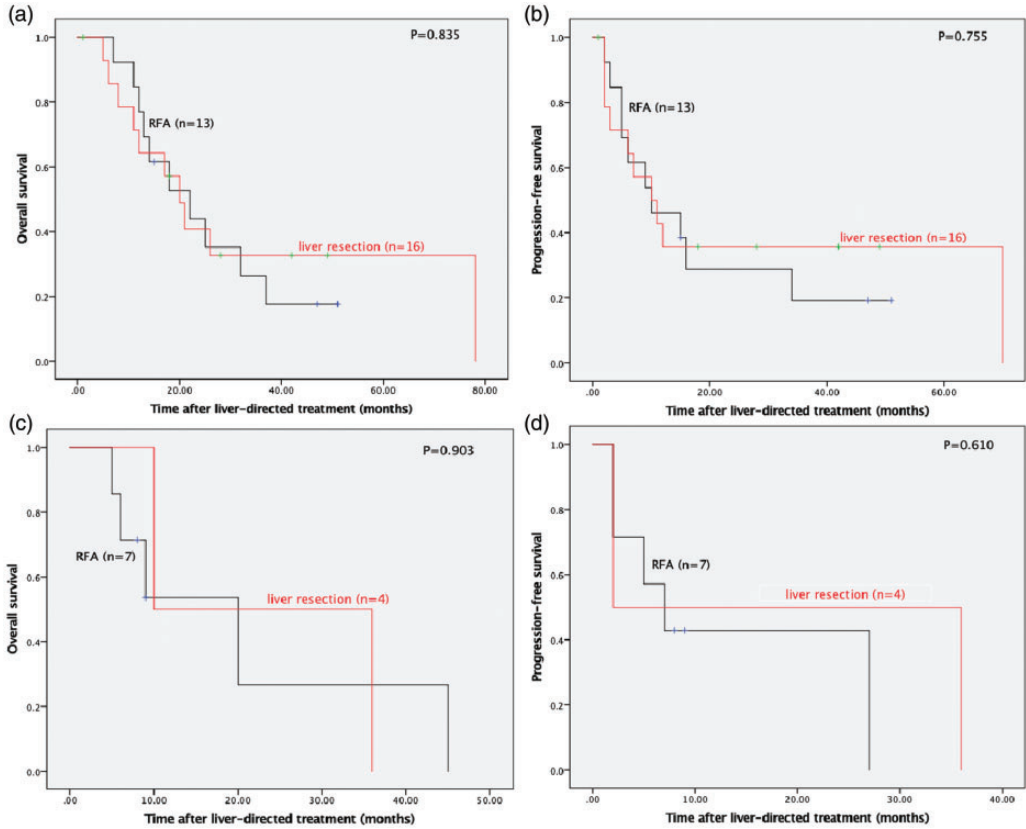 (a)
P=0.835
1.0
0.8
0.6
0.4
0.2
0.0
Overall survival
RFA (n=13)
liver resection (n=16)
.00
20.00
40.00
60.00
80.00
Time after liver-directed treatment (months)
(b)
P=0.755
1.0
0.8
0.6
0.4
0.2
0.0
Progression-free survival
RFA (n=13)
liver resection (n=16)
.00
20.00
40.00
60.00
Time after liver-directed treatment (months)
(c)
P=0.903
1.0
0.8
0.6
0.4
0.2
0.0
Overall survival
RFA (n=7)
liver resection (n=4)
.00
10.00
20.00
30.00
40.00
50.00
Time after liver-directed treatment (months)
(d)
P=0.610
1.0
0.8
0.6
0.4
0.2
0.0
Progression-free survival
RFA (n=7)
liver resection (n=4)
.00
10.00
20.00
30.00
40.00
Time after liver-directed treatment (months)